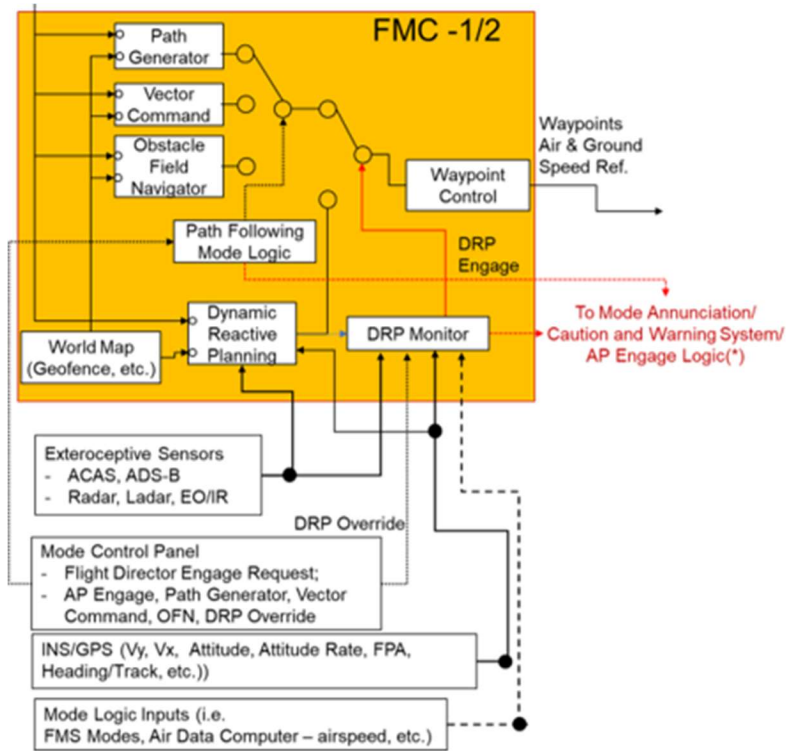 FMC -1/2
Path
Generator
Vector
Command
Obstacle
Field
Navigator
Waypoints
Air & Ground
Speed Ref.
Waypoint
Control
Path Following
Mode Logic
DRP
Engage
Dynamic
Reactive
Planning
DRP Monitor
World Map
(Geofence, etc.)
To Mode Annunciation/
Caution and Warning System/
AP Engage Logic(*)
Exteroceptive Sensors
- ACAS, ADS-B
- Radar, Ladar, EO/IR
DRP Override
Mode Control Panel
- Flight Director Engage Request;
- AP Engage, Path Generator, Vector
Command, OFN, DRP Override
INS/GPS (Vy, Vx, Attitude, Attitude Rate, FPA,
Heading/Track, etc.))
Mode Logic Inputs (i.e.
FMS Modes, Air Data Computer – airspeed, etc.)